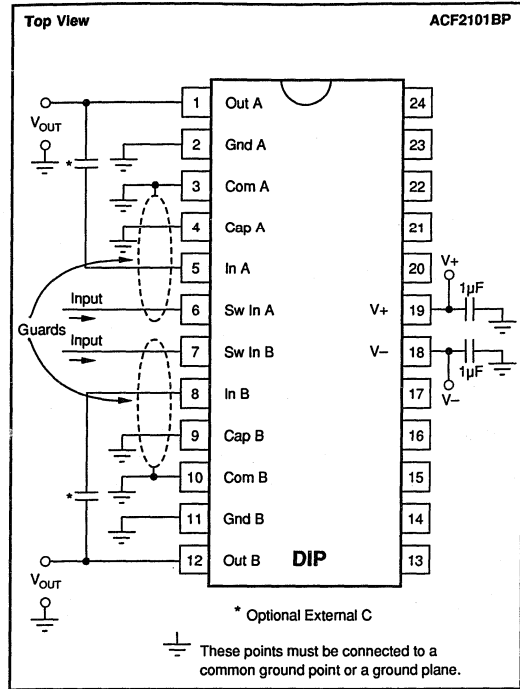 Top View ACF2101BP
VOUT
*
1 Out A 24
2 Gnd A 23
3 Com A 22
4 Cap A 21
5 In A 20
Input
6 Sw In A V+ 19
V+
1µF
Guards
Input
7 Sw In B V– 18
1µF
V–
8 In B 17
9 Cap B 16
10 Com B 15
*
11 Gnd B 14
12 Out B DIP 13
VOUT
* Optional External C
These points must be connected to a
common ground point or a ground plane.